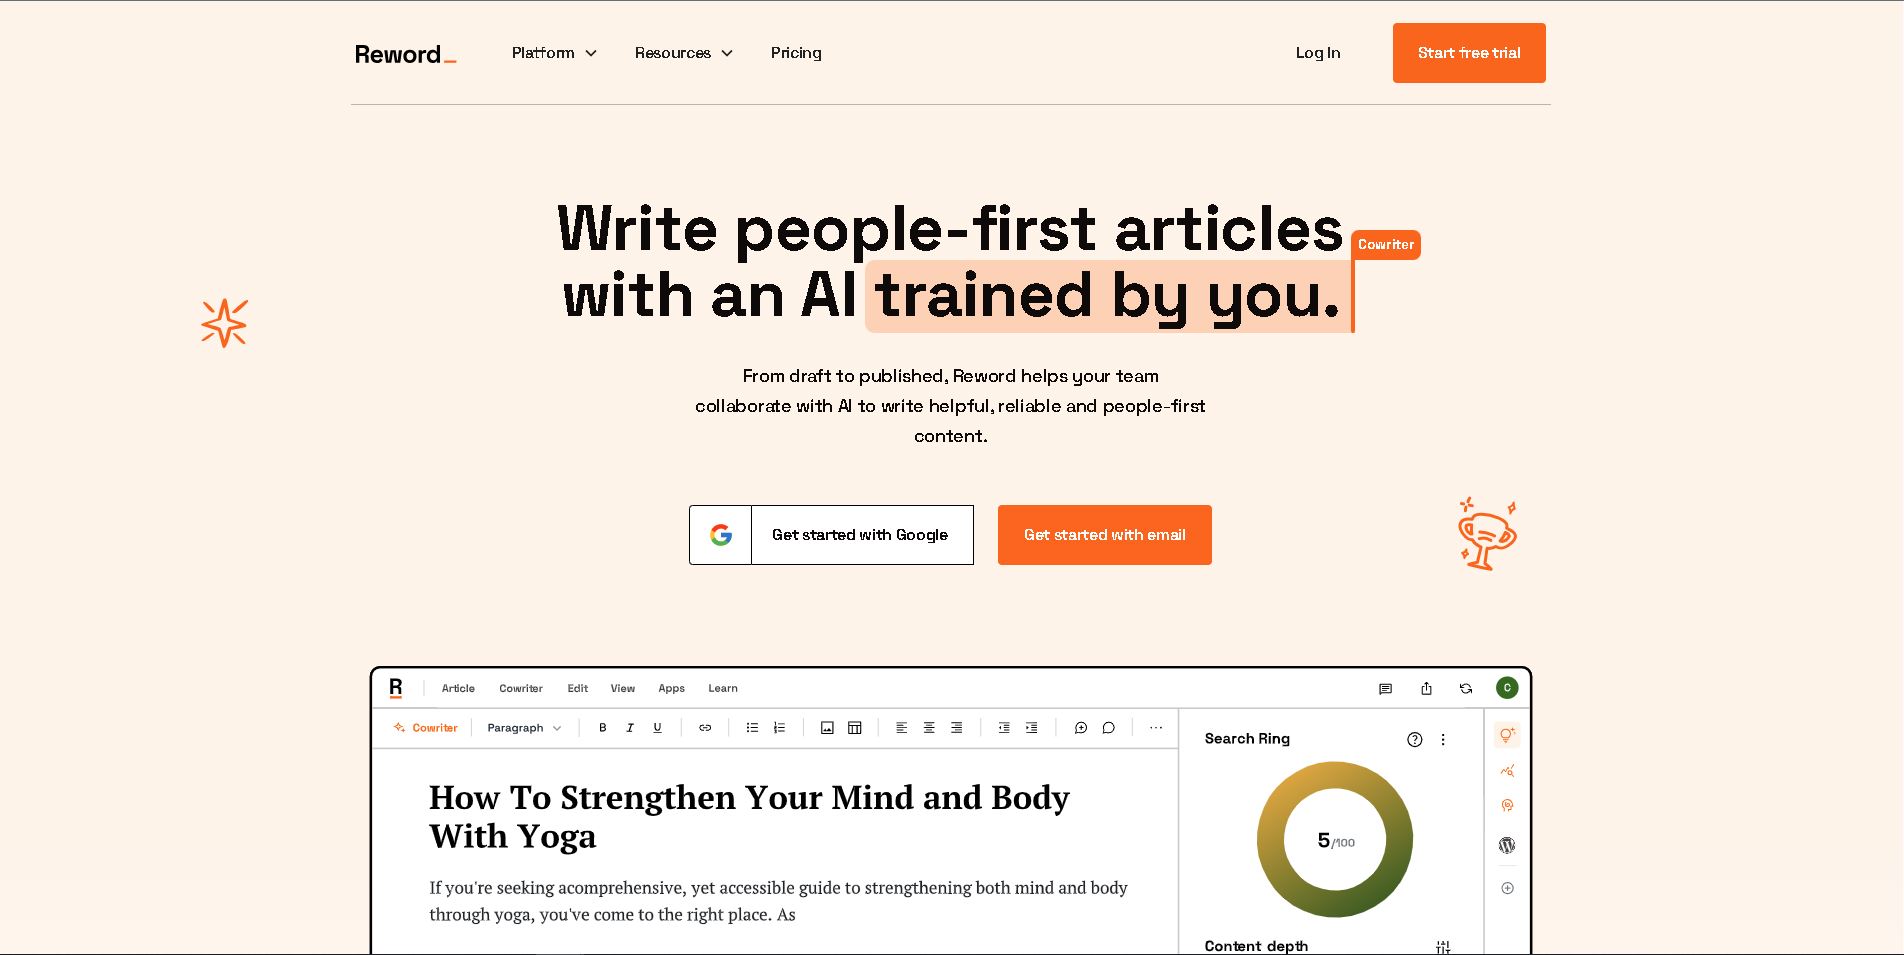 Reword_
Platform
Resources
Pricing
Log In
Start free trial
Write people-first articles
Cowriter
with an AI trained by you.
From draft to published, Reword helps your team
collaborate with AI to write helpful, reliable and people-first
content.
Get started with Google
Get started with email
R
Article
Cowriter
Edit
View
Apps
Learn
C
Cowriter
Paragraph
B
I
U
How To Strengthen Your Mind and Body
With Yoga
If you're seeking acomprehensive, yet accessible guide to strengthening both mind and body
through yoga, you've come to the right place. As
Search Ring
5/100
Content depth